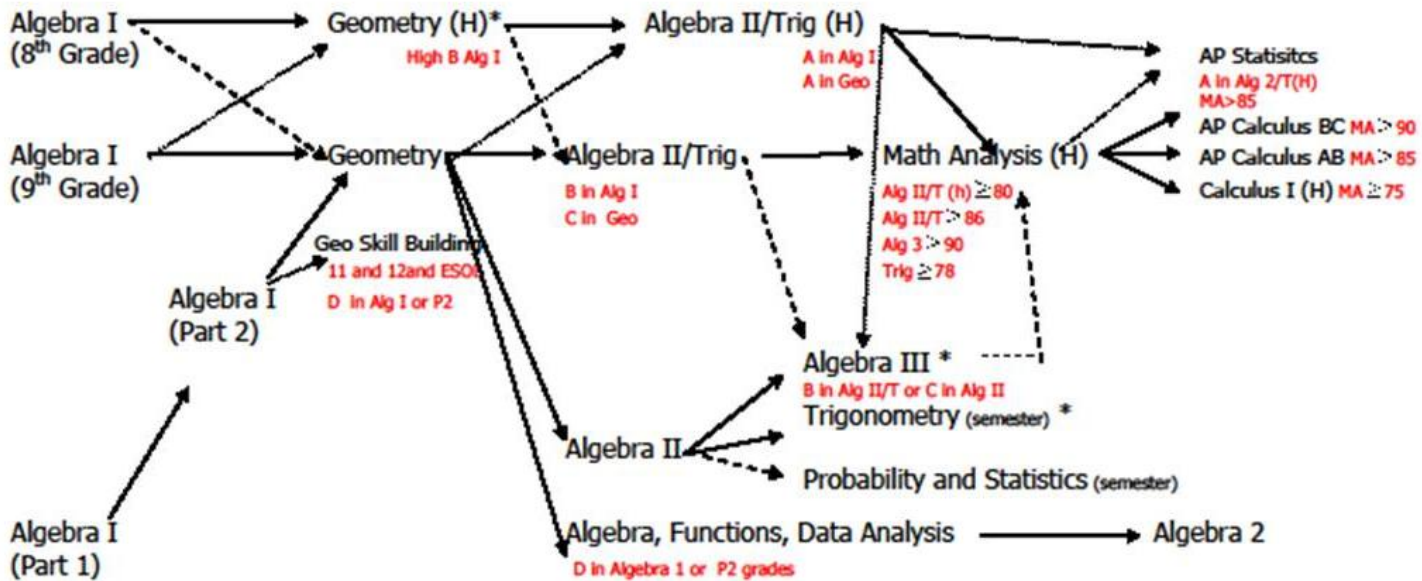 Algebra I
(8th Grade)
Geometry (H)*
High B Alg I
Algebra II/Trig (H)
A in Alg I
A in Geo
AP Statisitcs
A in Alg 2/T(H)
MA>85
AP Calculus BC MA > 90
AP Calculus AB MA > 85
Calculus I (H) MA ≥ 75
Algebra I
(9th Grade)
Geometry
Algebra II/Trig
B in Alg I
C in Geo
Math Analysis (H)
Alg II/T (h) ≥80
Alg II/T > 86
Alg 3 > 90
Trig ≥78
Geo Skill Building
11 and 12and ESOL
D in Alg I or P2
Algebra I
(Part 2)
Algebra III *
B in Alg II/T or C in Alg II
Trigonometry (semester) *
Algebra II
Probability and Statistics (semester)
Algebra I
(Part 1)
Algebra, Functions, Data Analysis
D in Algebra 1 or P2 grades
Algebra 2